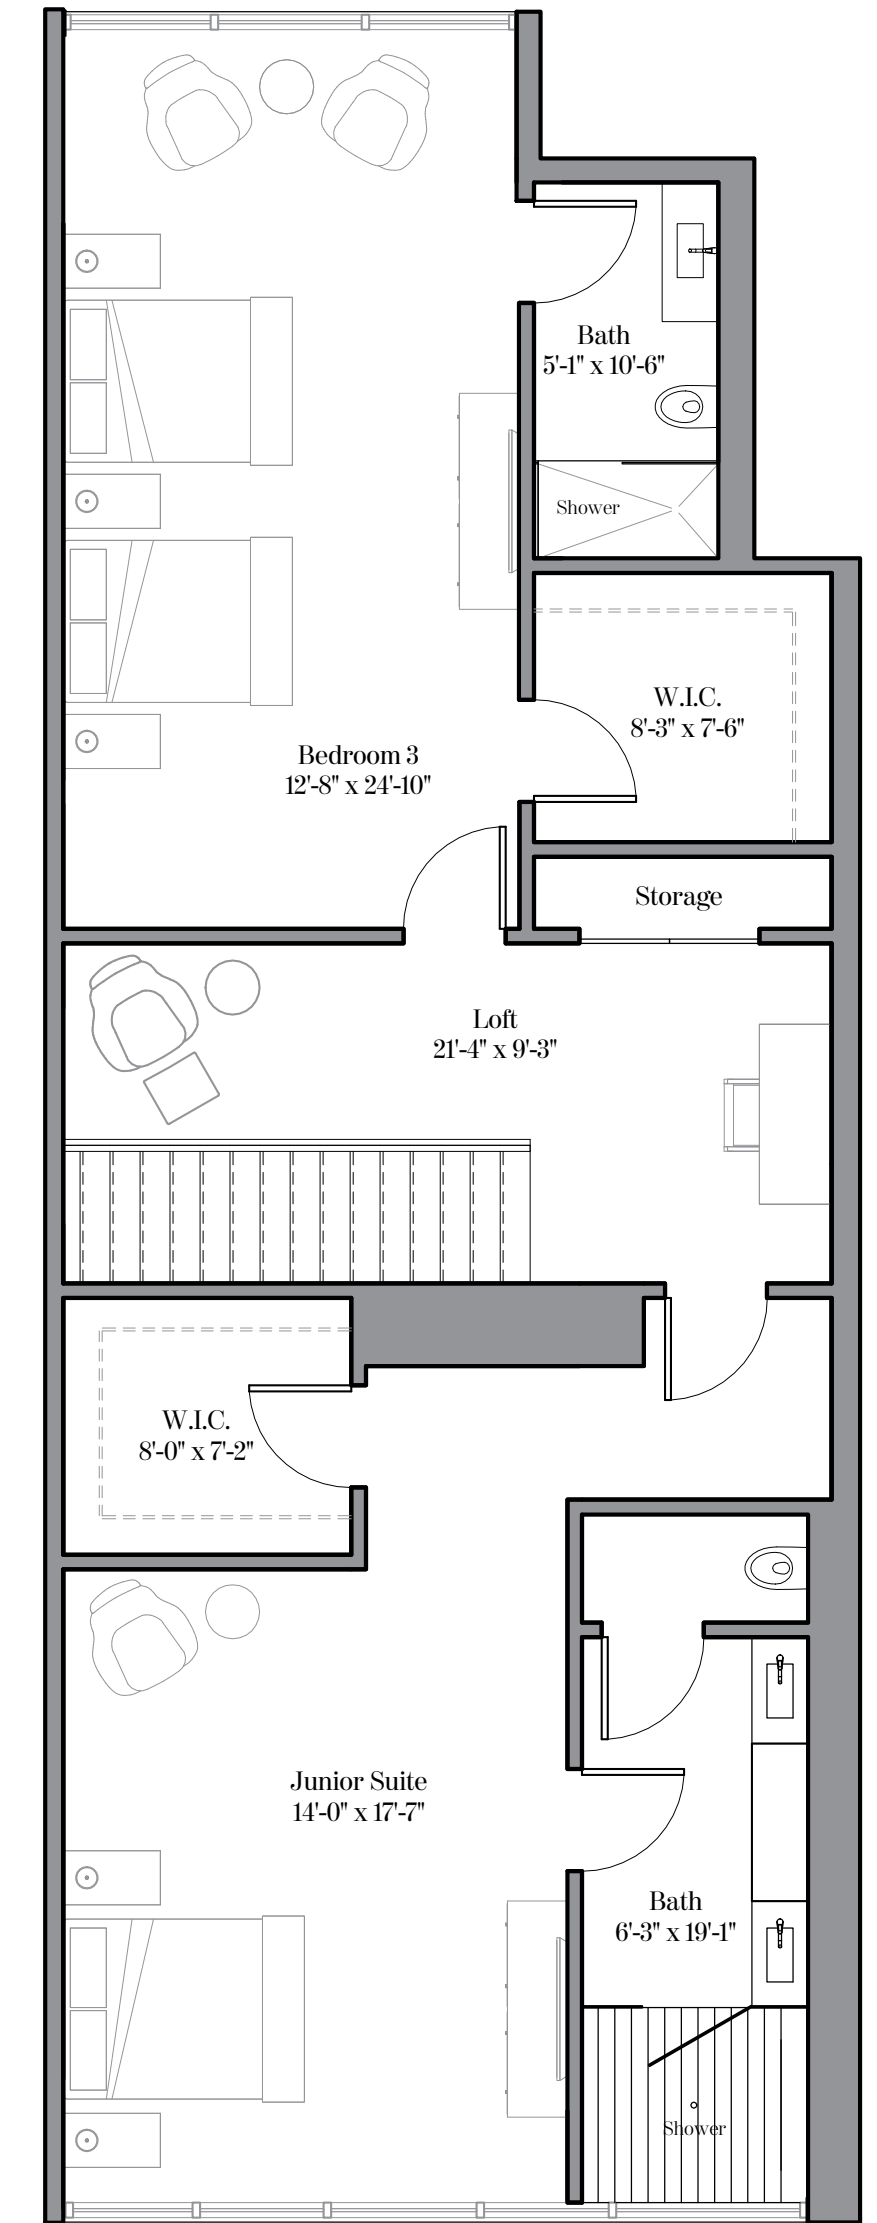 Bath
5'-1" x 10'-6"
Shower
W.I.C.
8'-3" x 7'-6"
Bedroom 3
12'-8" x 24'-10"
Storage
Loft
21'-4" x 9'-3"
W.I.C.
8'-0" x 7'-2"
Junior Suite
14'-0" x 17'-7"
Bath
6'-3" x 19'-1"
Shower